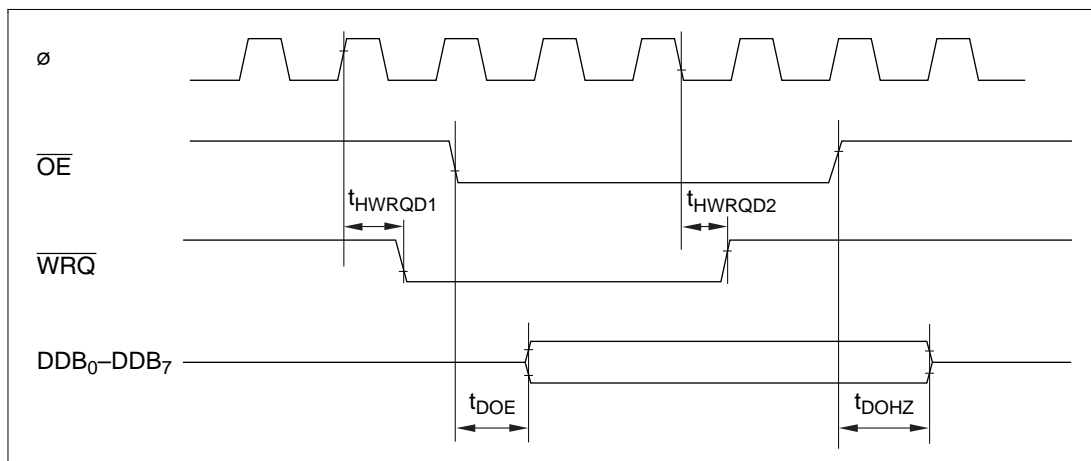 ø
OE
tHWRQD1
tHWRQD2
WRQ
DDB0–DDB7
tDOE
tDOHZ